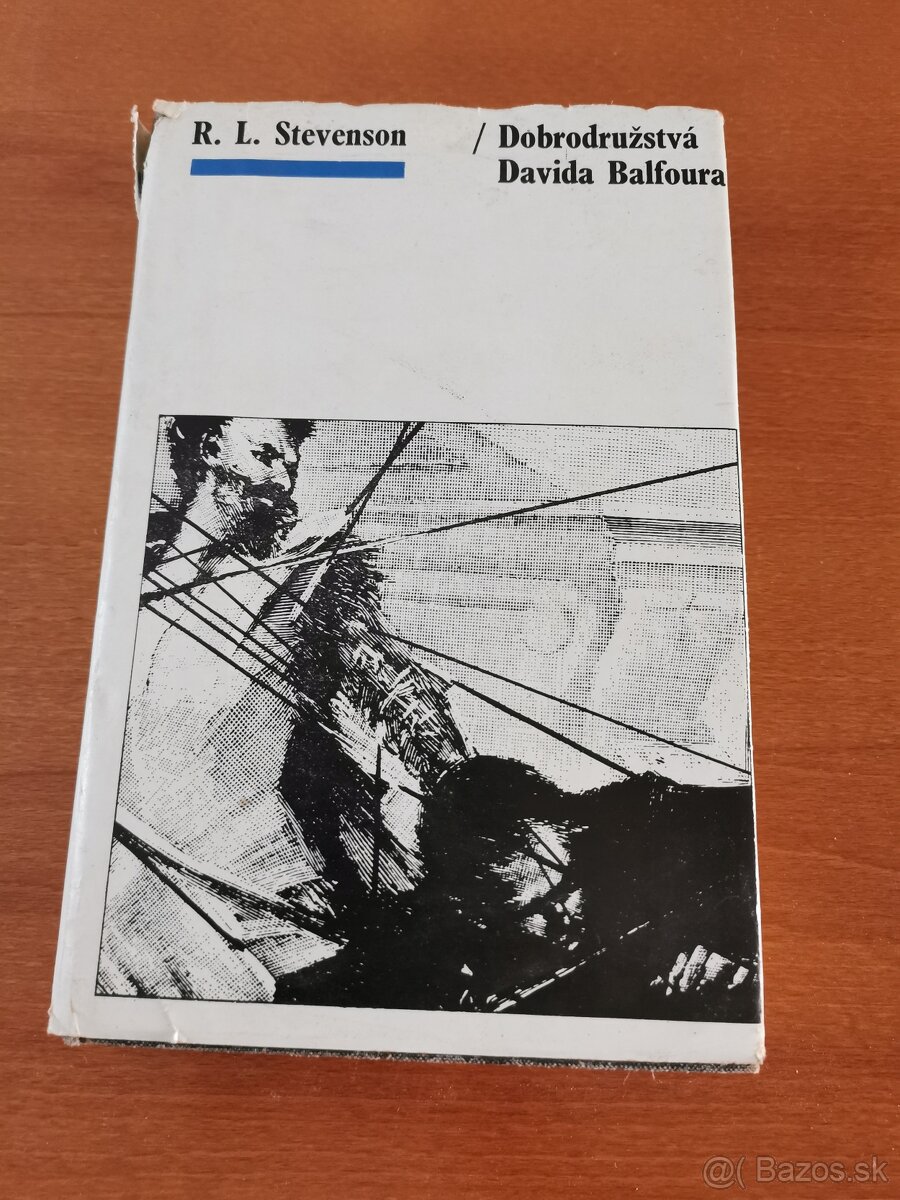 R. L. Stevenson / Dobrodružstvá
Davida Balfoura
@( Bazos.sk